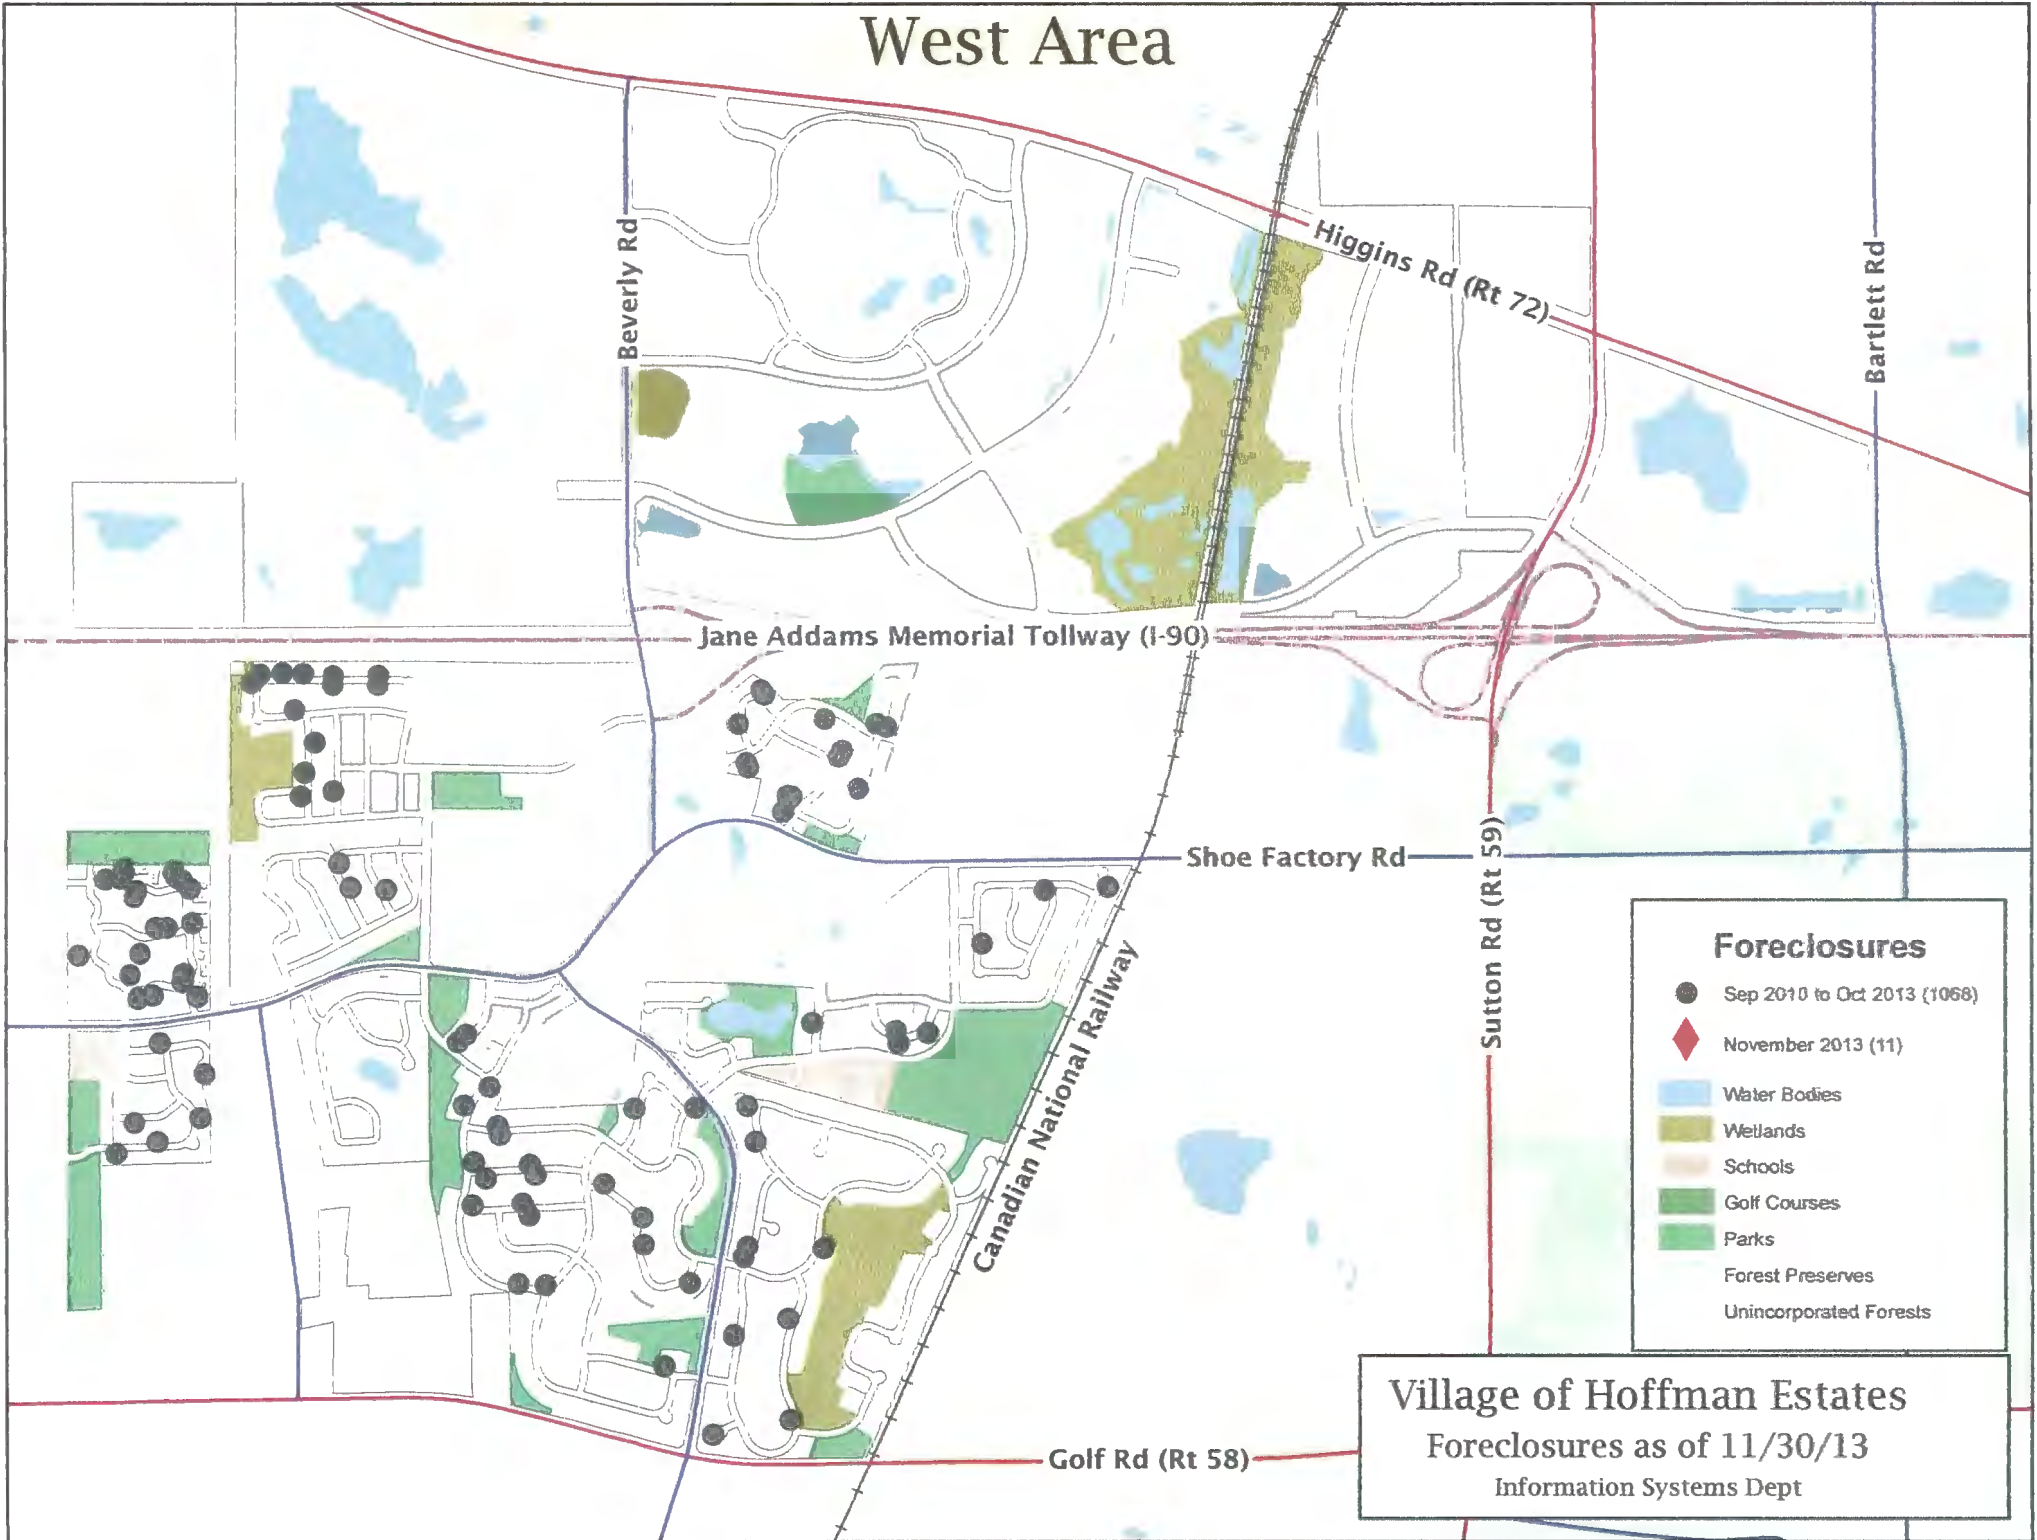 West Area
Higgins Rd (Rt 72)
Beverly Rd
Bartlett Rd
Jane Addams Memorial Tollway (I-90)
Shoe Factory Rd
Sutton Rd (Rt 59)
Canadian National Railway
Golf Rd (Rt 58)
Foreclosures
Sep 2010 to Oct 2013 (1068)
November 2013 (11)
Water Bodies
Wetlands
Schools
Golf Courses
Parks
Forest Preserves
Unincorporated Forests
Village of Hoffman Estates
Foreclosures as of 11/30/13
Information Systems Dept